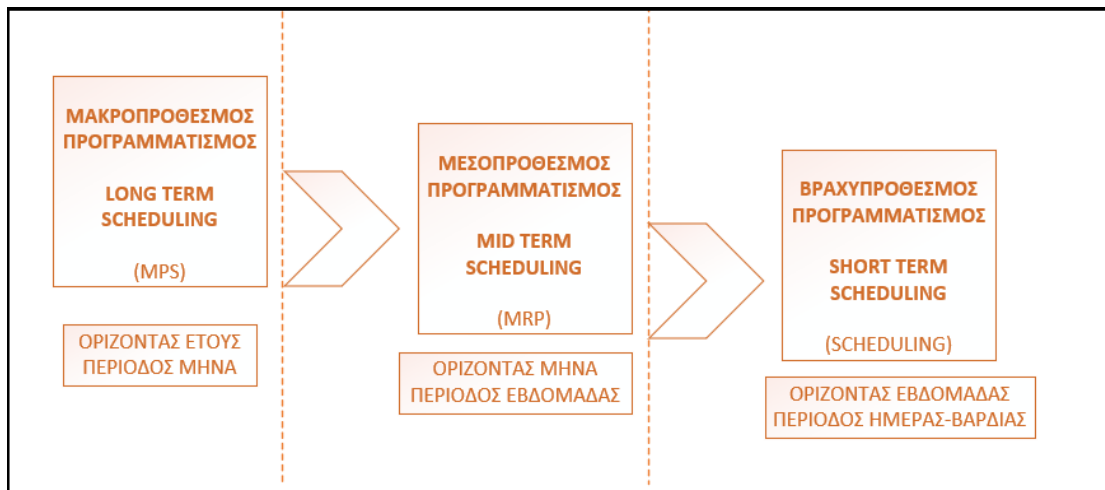 ΜΑΚΡΟΠΡΟΘΕΣΜΟΣ
ΠΡΟΓΡΑΜΜΑΤΙΣΜΟΣ
LONG TERM
SCHEDULING
(MPS)
ΟΡΙΖΟΝΤΑΣ ΕΤΟΥΣ
ΠΕΡΙΟΔΟΣ ΜΗΝΑ
ΜΕΣΟΠΡΟΘΕΣΜΟΣ
ΠΡΟΓΡΑΜΜΑΤΙΣΜΟΣ
MID TERM
SCHEDULING
(MRP)
ΟΡΙΖΟΝΤΑΣ ΜΗΝΑ
ΠΕΡΙΟΔΟΣ ΕΒΔΟΜΑΔΑΣ
ΒΡΑΧΥΠΡΟΘΕΣΜΟΣ
ΠΡΟΓΡΑΜΜΑΤΙΣΜΟΣ
SHORT TERM
SCHEDULING
(SCHEDULING)
ΟΡΙΖΟΝΤΑΣ ΕΒΔΟΜΑΔΑΣ
ΠΕΡΙΟΔΟΣ ΗΜΕΡΑΣ-ΒΑΡΔΙΑΣ